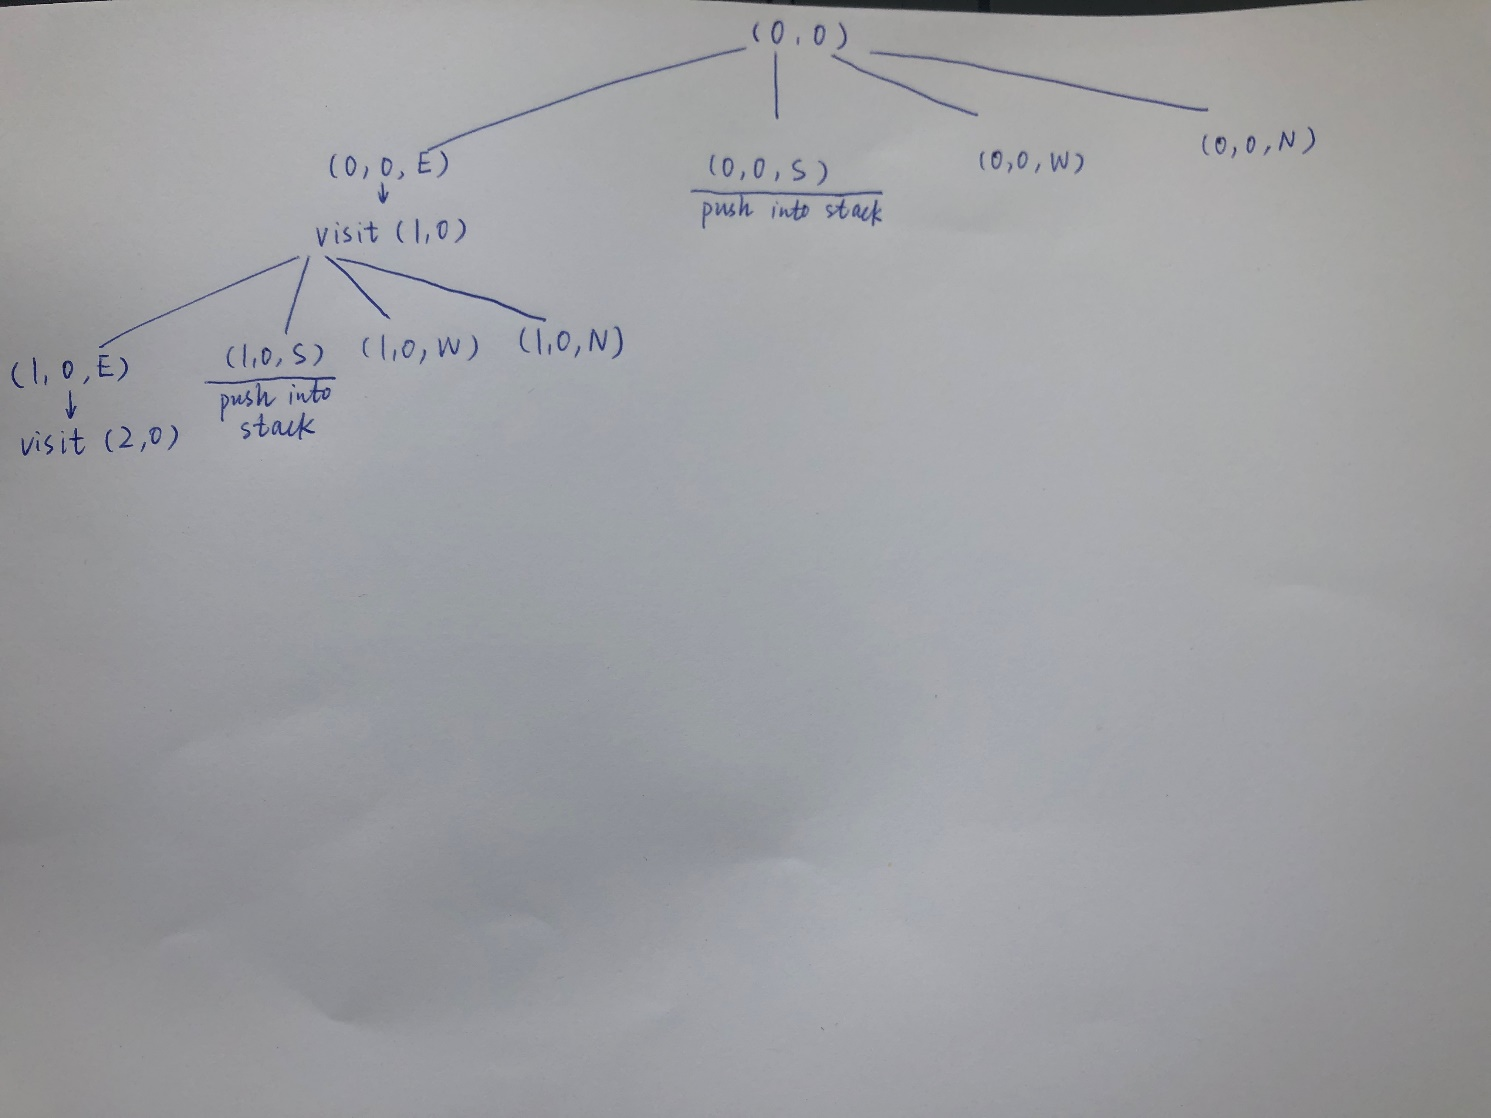 (0,0)
(0,0,E)
(0,0,S)
(0,0,W)
(0,0,N)
push into stack
visit (1,0)
(1,0,E)
(1,0,S)
(1,0,W)
(1,0,N)
push into
stack
visit (2,0)